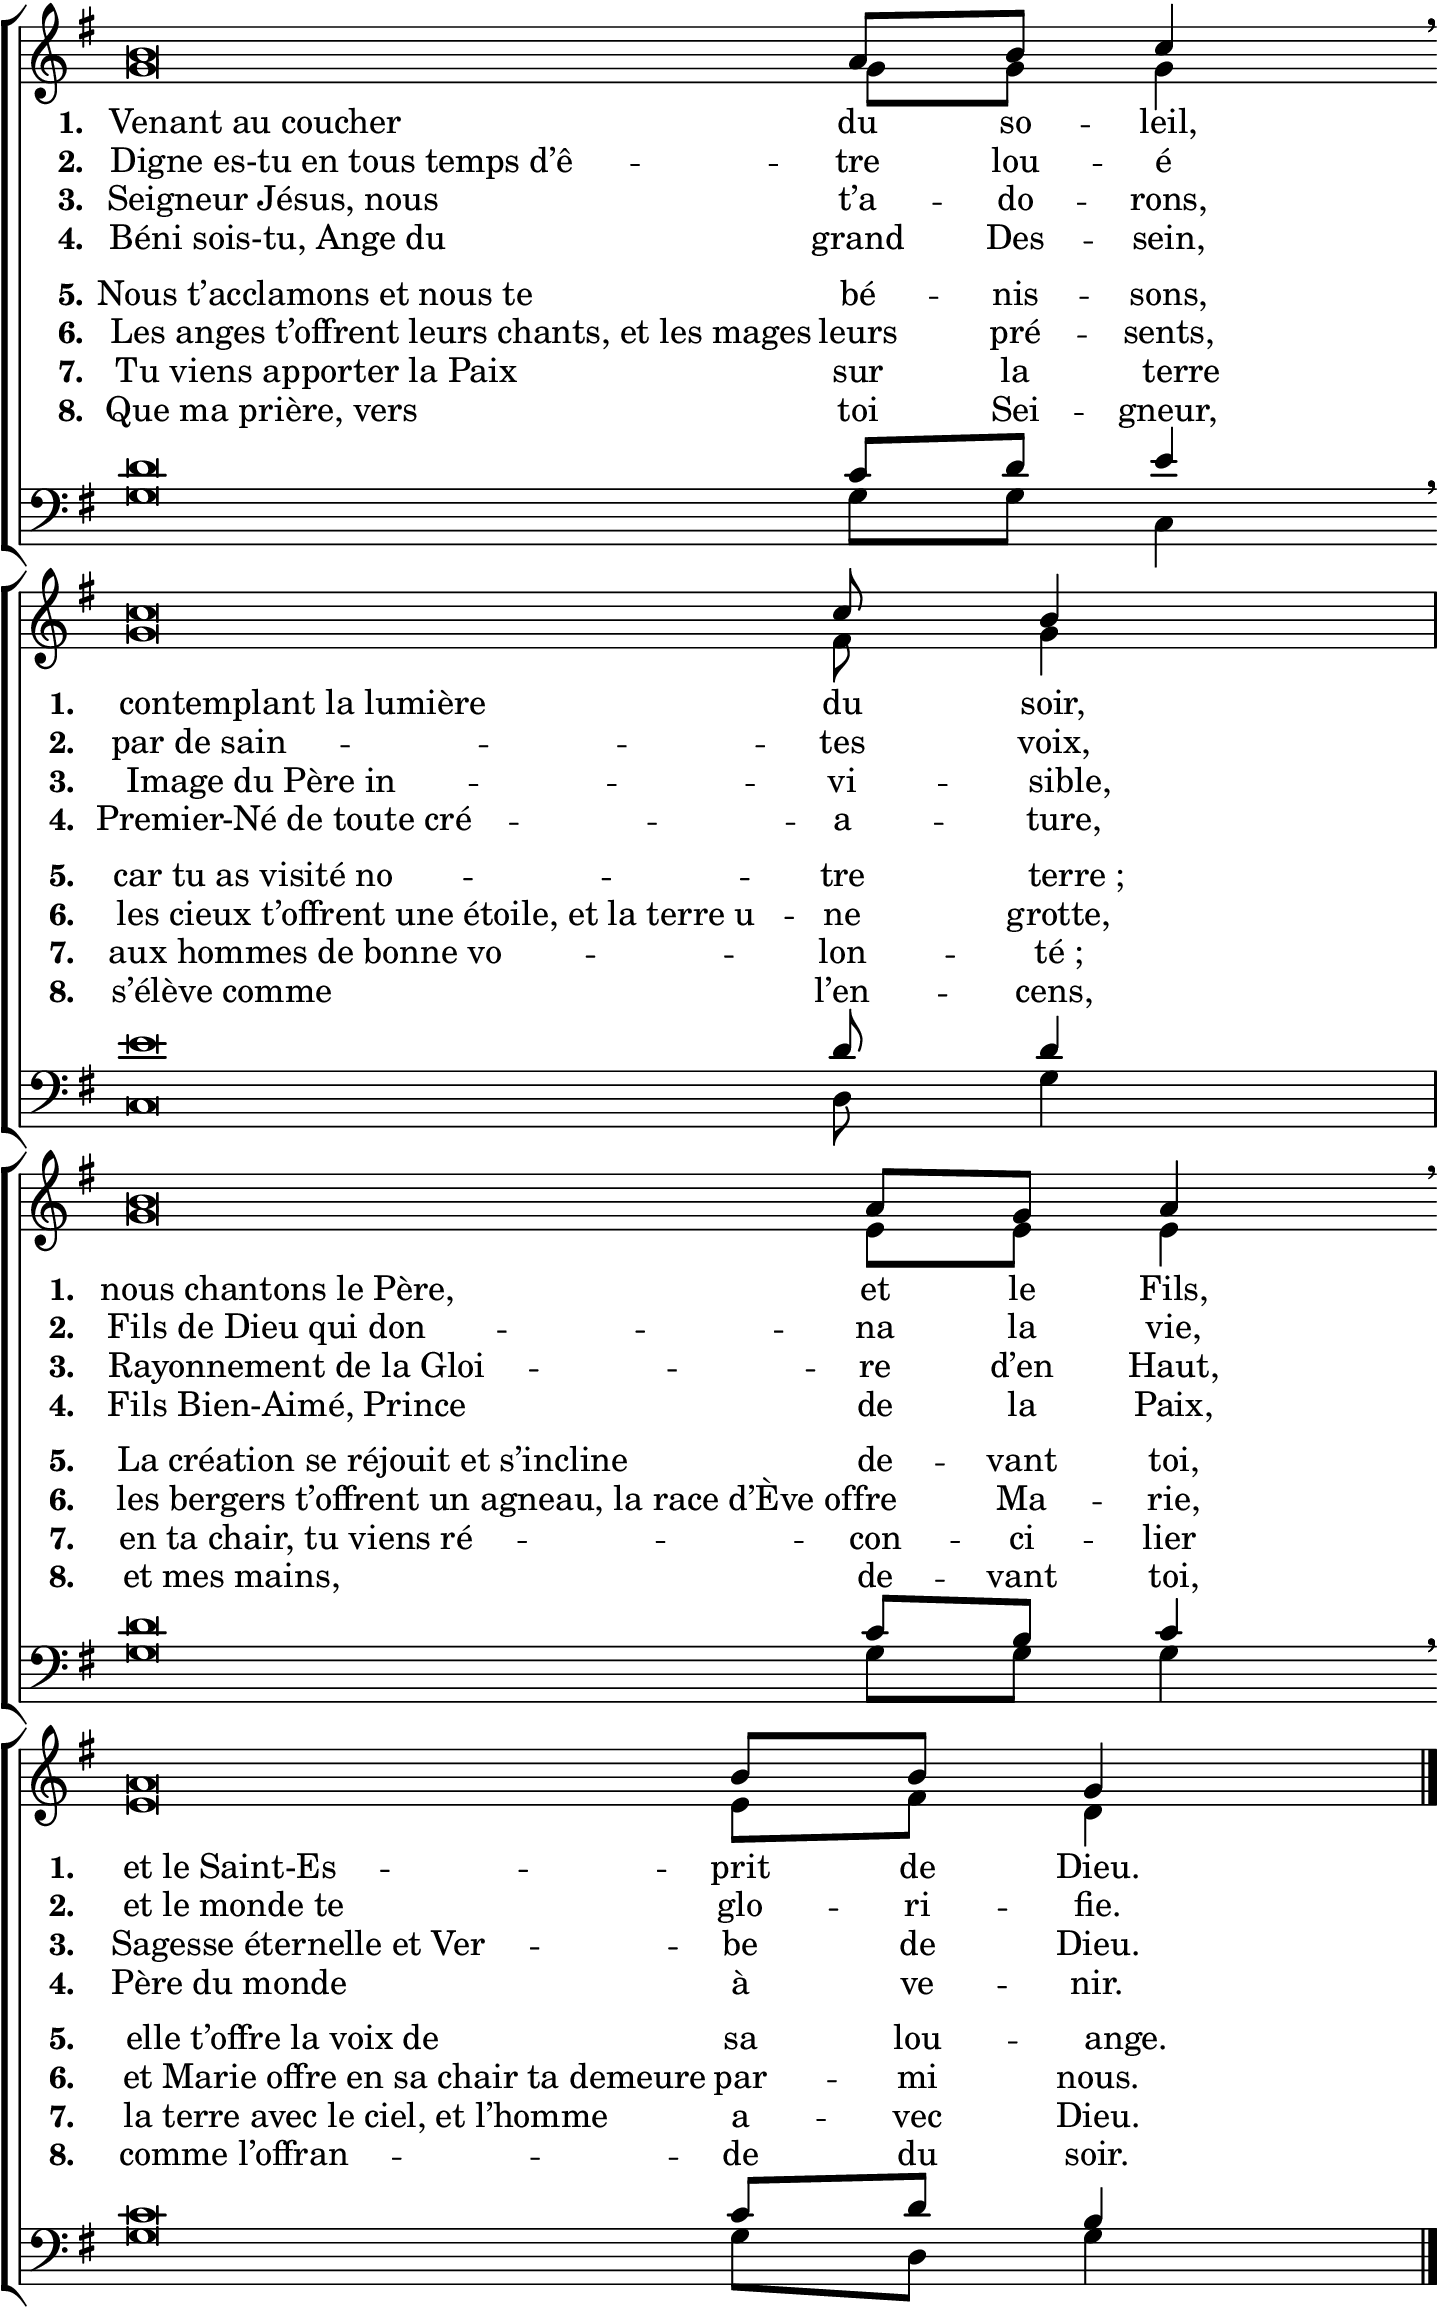 1. Venant au coucher du so -- leil,
2. Digne es-tu en tous temps d’ê -- tre lou -- é
3. Seigneur Jésus, nous t’a -- do -- rons,
4. Béni sois-tu, Ange du grand Des -- sein,
5. Nous t’acclamons et nous te bé -- nis -- sons,
6. Les anges t’offrent leurs chants, et les mages leurs pré -- sents,
7. Tu viens apporter la Paix sur la terre
8. Que ma prière, vers toi Sei -- gneur,
1. contemplant la lumière du soir,
2. par de sain -- -- -- -- tes voix,
3. Image du Père in -- -- -- vi -- sible,
4. Premier-Né de toute cré -- -- -- a -- ture,
5. car tu as visité no -- -- -- tre terre ;
6. les cieux t’offrent une étoile, et la terre u -- ne grotte,
7. aux hommes de bonne vo -- -- lon -- té ;
8. s’élève comme l’en -- cens,
1. nous chantons le Père, et le Fils,
2. Fils de Dieu qui don -- -- -- na la vie,
3. Rayonnement de la Gloi -- -- -- re d’en Haut,
4. Fils Bien-Aimé, Prince de la Paix,
5. La création se réjouit et s’incline de -- vant toi,
6. les bergers t’offrent un agneau, la race d’Ève offre Ma -- rie,
7. en ta chair, tu viens ré -- -- -- con -- ci -- lier
8. et mes mains, de -- vant toi,
1. et le Saint-Es -- -- -- prit de Dieu.
2. et le monde te glo -- ri -- fie.
3. Sagesse éternelle et Ver -- -- be de Dieu.
4. Père du monde à ve -- nir.
5. elle t’offre la voix de sa lou -- ange.
6. et Marie offre en sa chair ta demeure par -- mi nous.
7. la terre avec le ciel, et l’homme a -- vec Dieu.
8. comme l’offran -- -- -- de du soir.